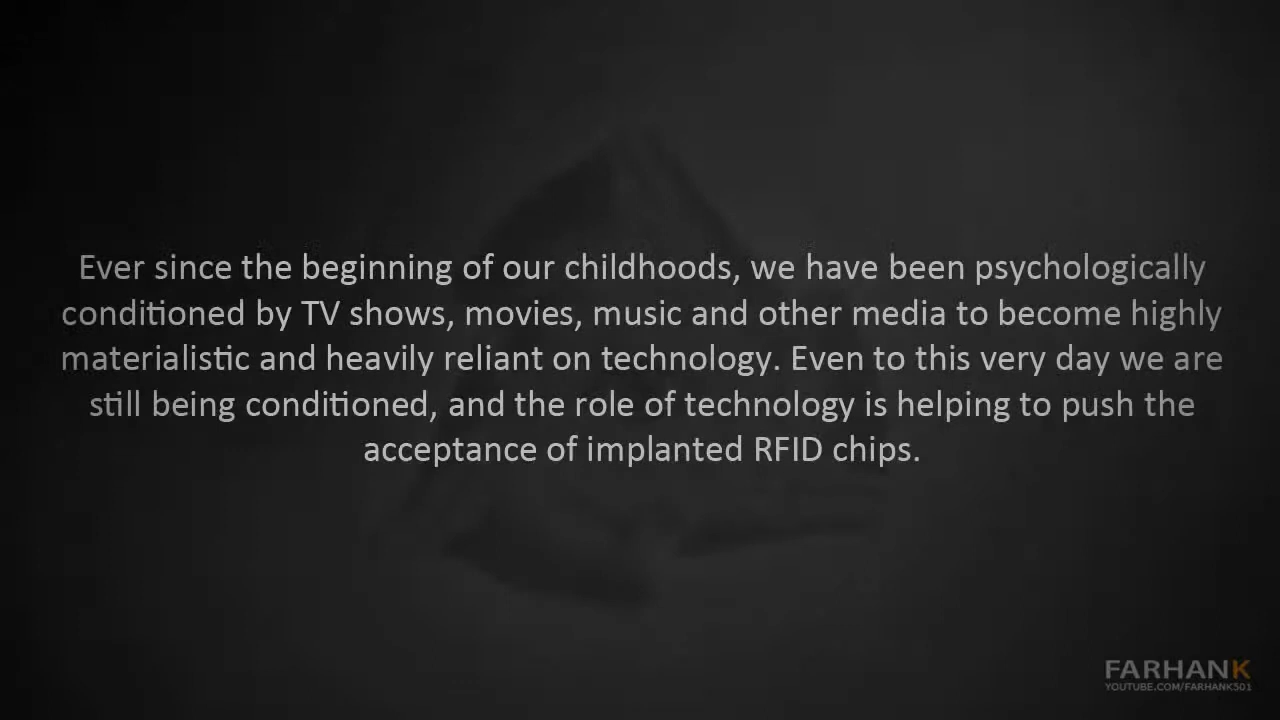 Ever since the beginning of our childhoods, we have been psychologically
conditioned by TV shows, movies, music and other media to become highly
materialistic and heavily reliant on technology. Even to this very day we are
still being conditioned, and the role of technology is helping to push the
acceptance of implanted RFID chips.
FARHANK
YOUTUBE.COM/FARHANK501